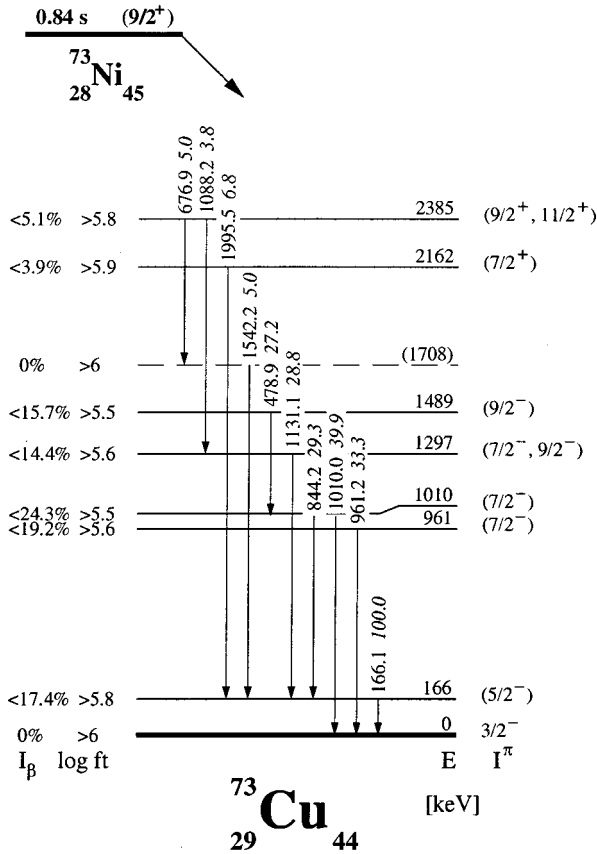 0.84 s (9/2⁺)
⁷³₂₈Ni₄₅
676.9 5.0
1088.2 3.8
1995.5 6.8
1542.2 5.0
478.9 27.2
1131.1 28.8
844.2 29.3
1010.0 39.9
961.2 33.3
166.1 100.0
<5.1% >5.8 2385 (9/2⁺, 11/2⁺)
<3.9% >5.9 2162 (7/2⁺)
0% >6 (1708)
<15.7% >5.5 1489 (9/2⁻)
<14.4% >5.6 1297 (7/2⁻, 9/2⁻)
<24.3% >5.5 1010 (7/2⁻)
<19.2% >5.6 961 (7/2⁻)
<17.4% >5.8 166 (5/2⁻)
0% >6 0 3/2⁻
Iᵦ log ft E I^π
[keV]
⁷³₂₉Cu₄₄